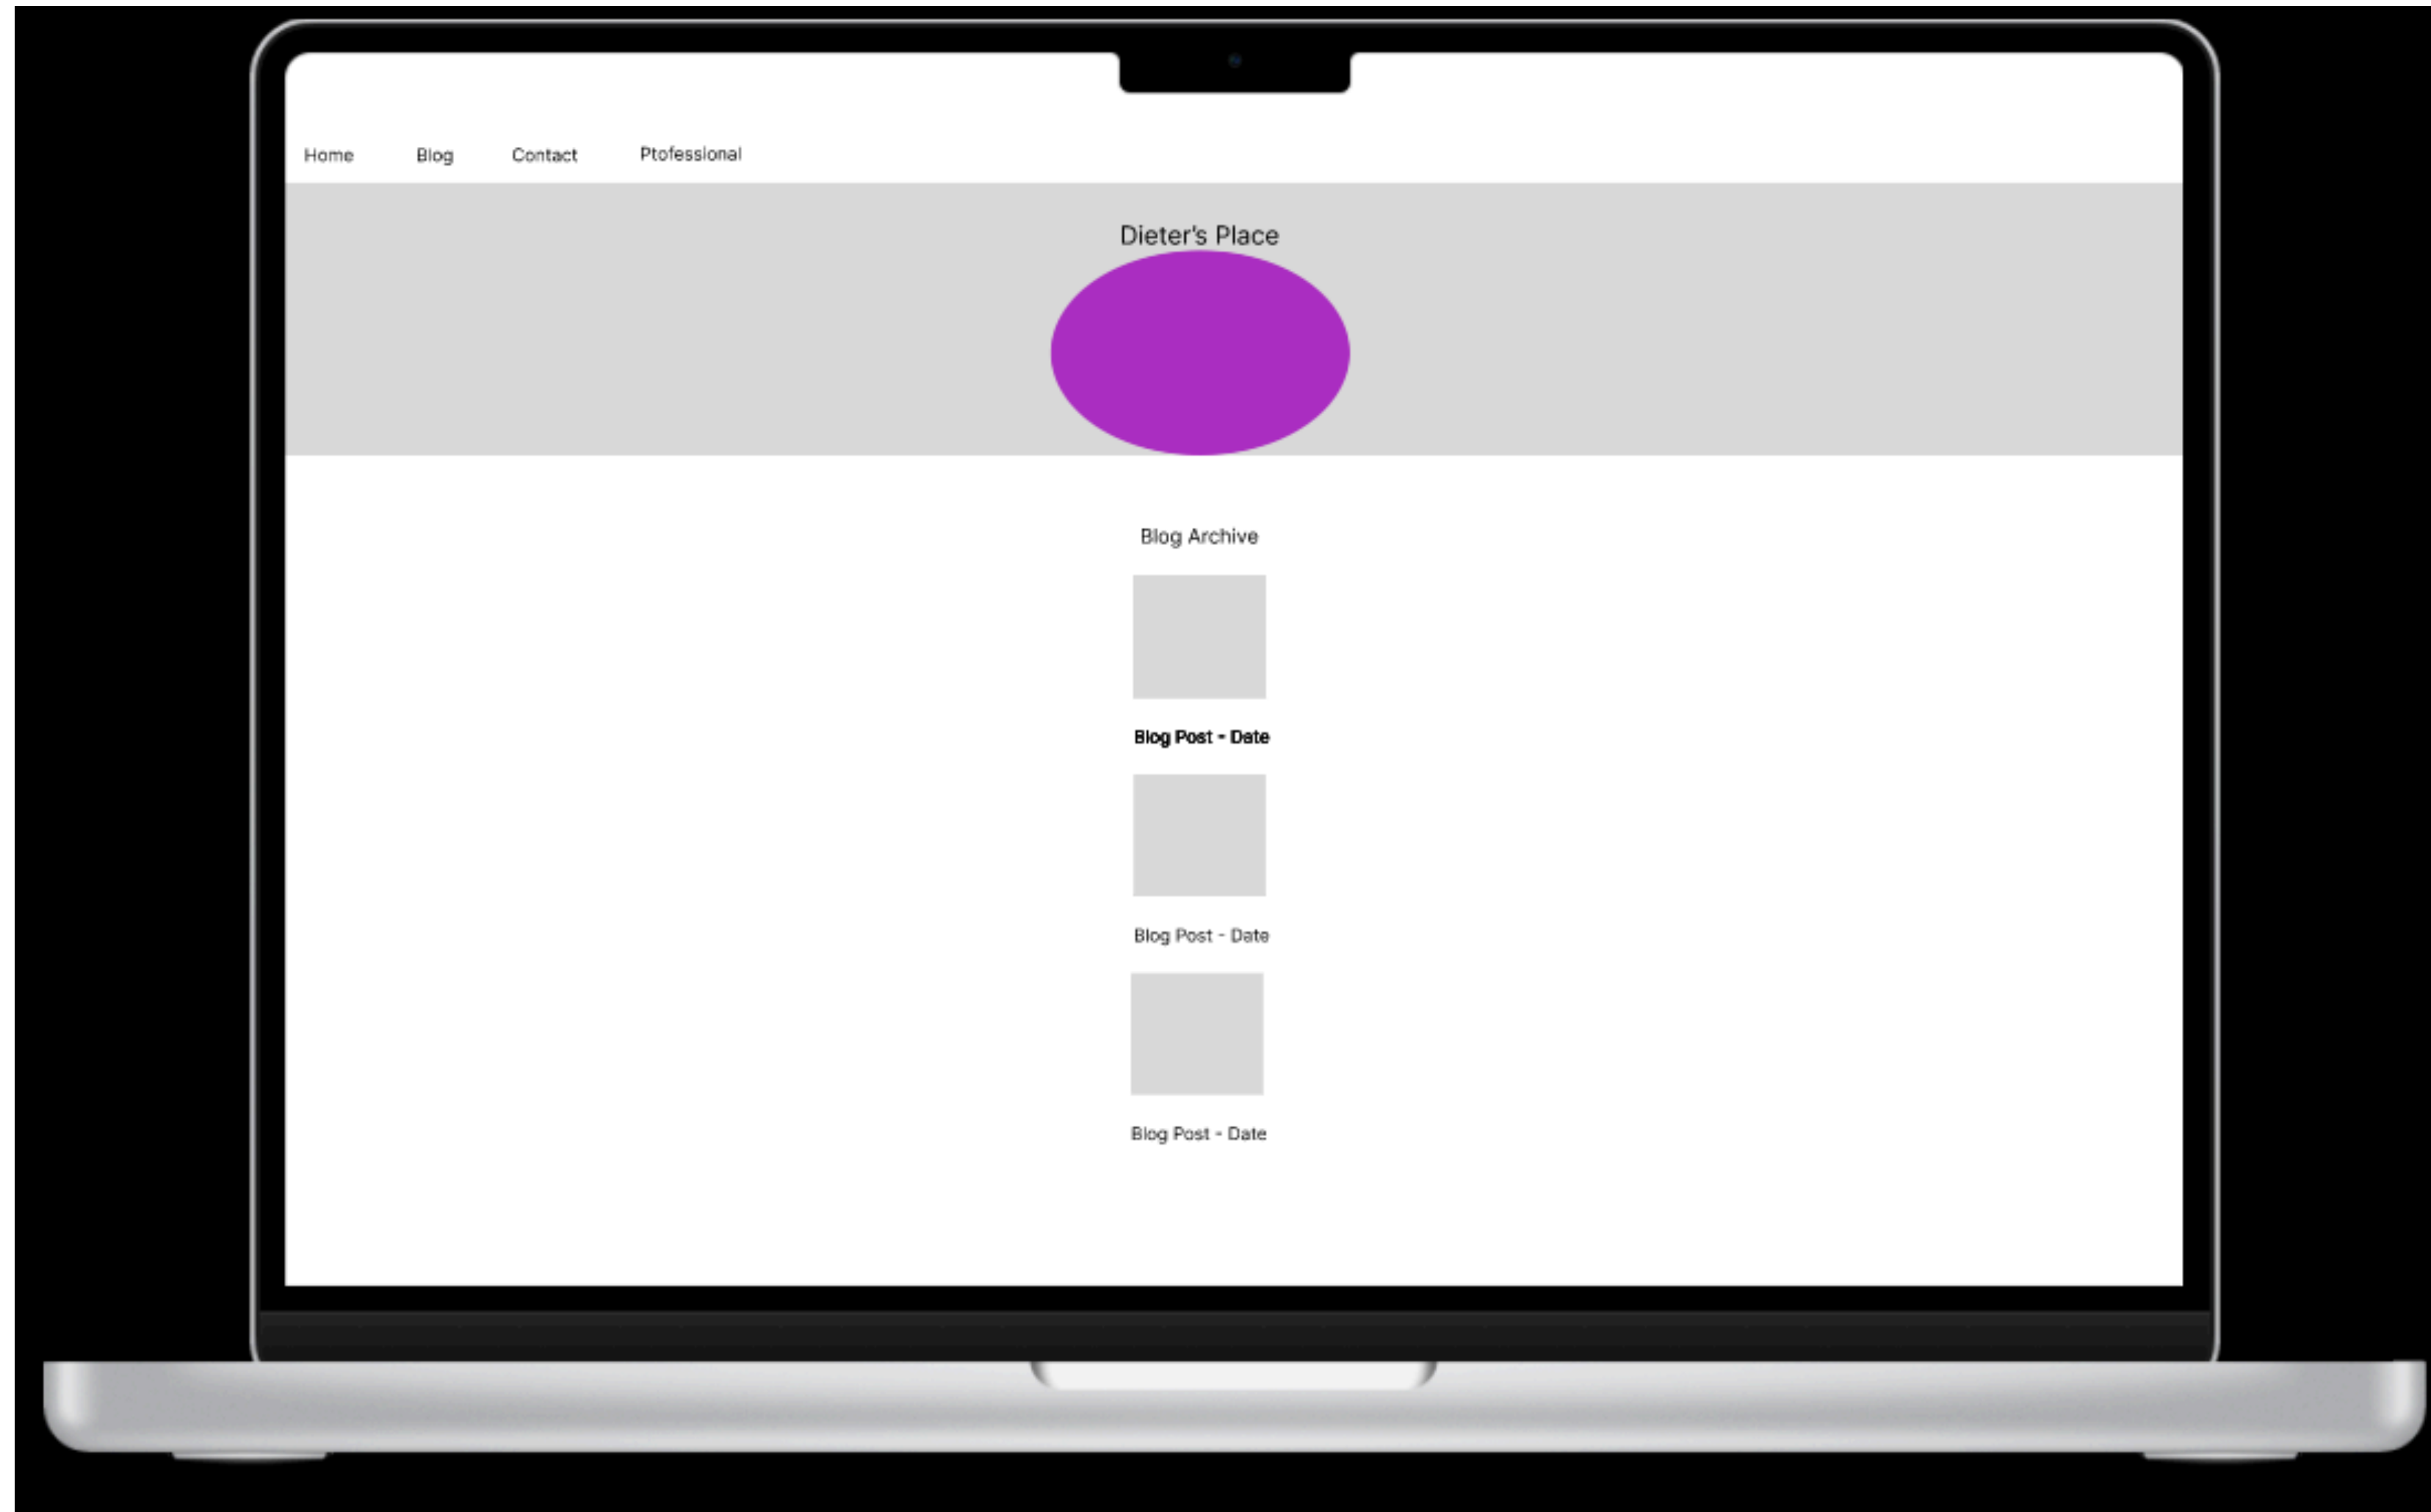 Home Blog Contact Ptofessional
Dieter's Place
Blog Archive
Blog Post - Date
Blog Post - Date
Blog Post - Date